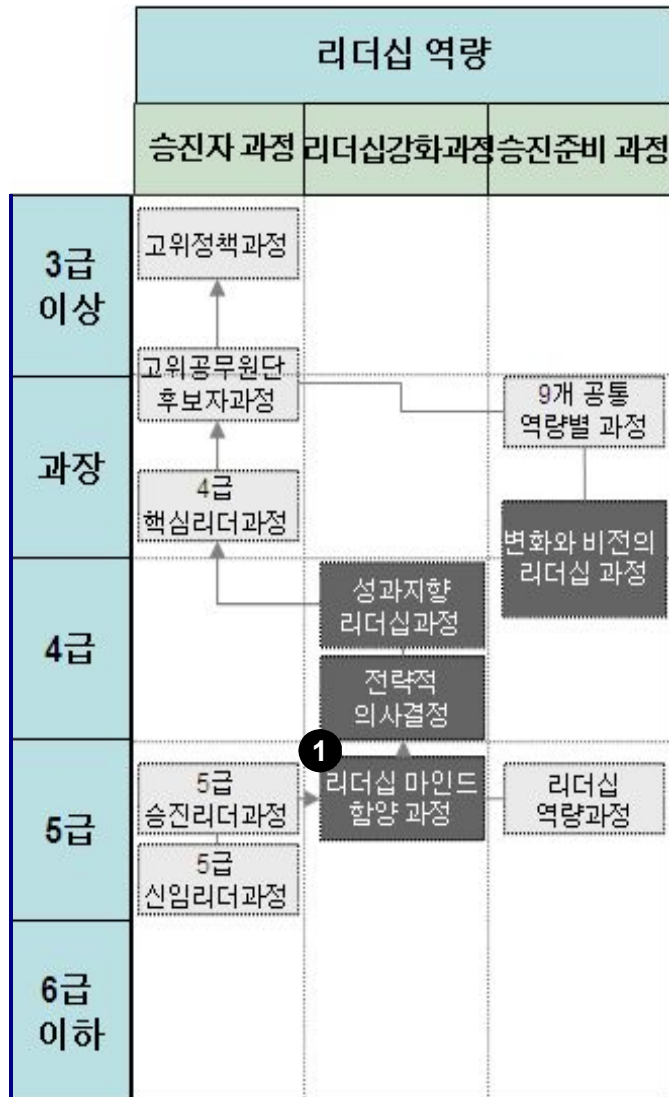 리더십 역량
승진자 과정
리더십강화과정
승진준비 과정
3급
이상
고위정책과정
고위공무원단
후보자과정
9개 공통
역량별 과정
과장
4급
핵심리더과정
변화와 비전의
리더십 과정
성과지향
리더십과정
4급
전략적
의사결정
1
5급
5급
승진리더과정
리더십 마인드
함양 과정
리더십
역량과정
5급
신임리더과정
6급
이하